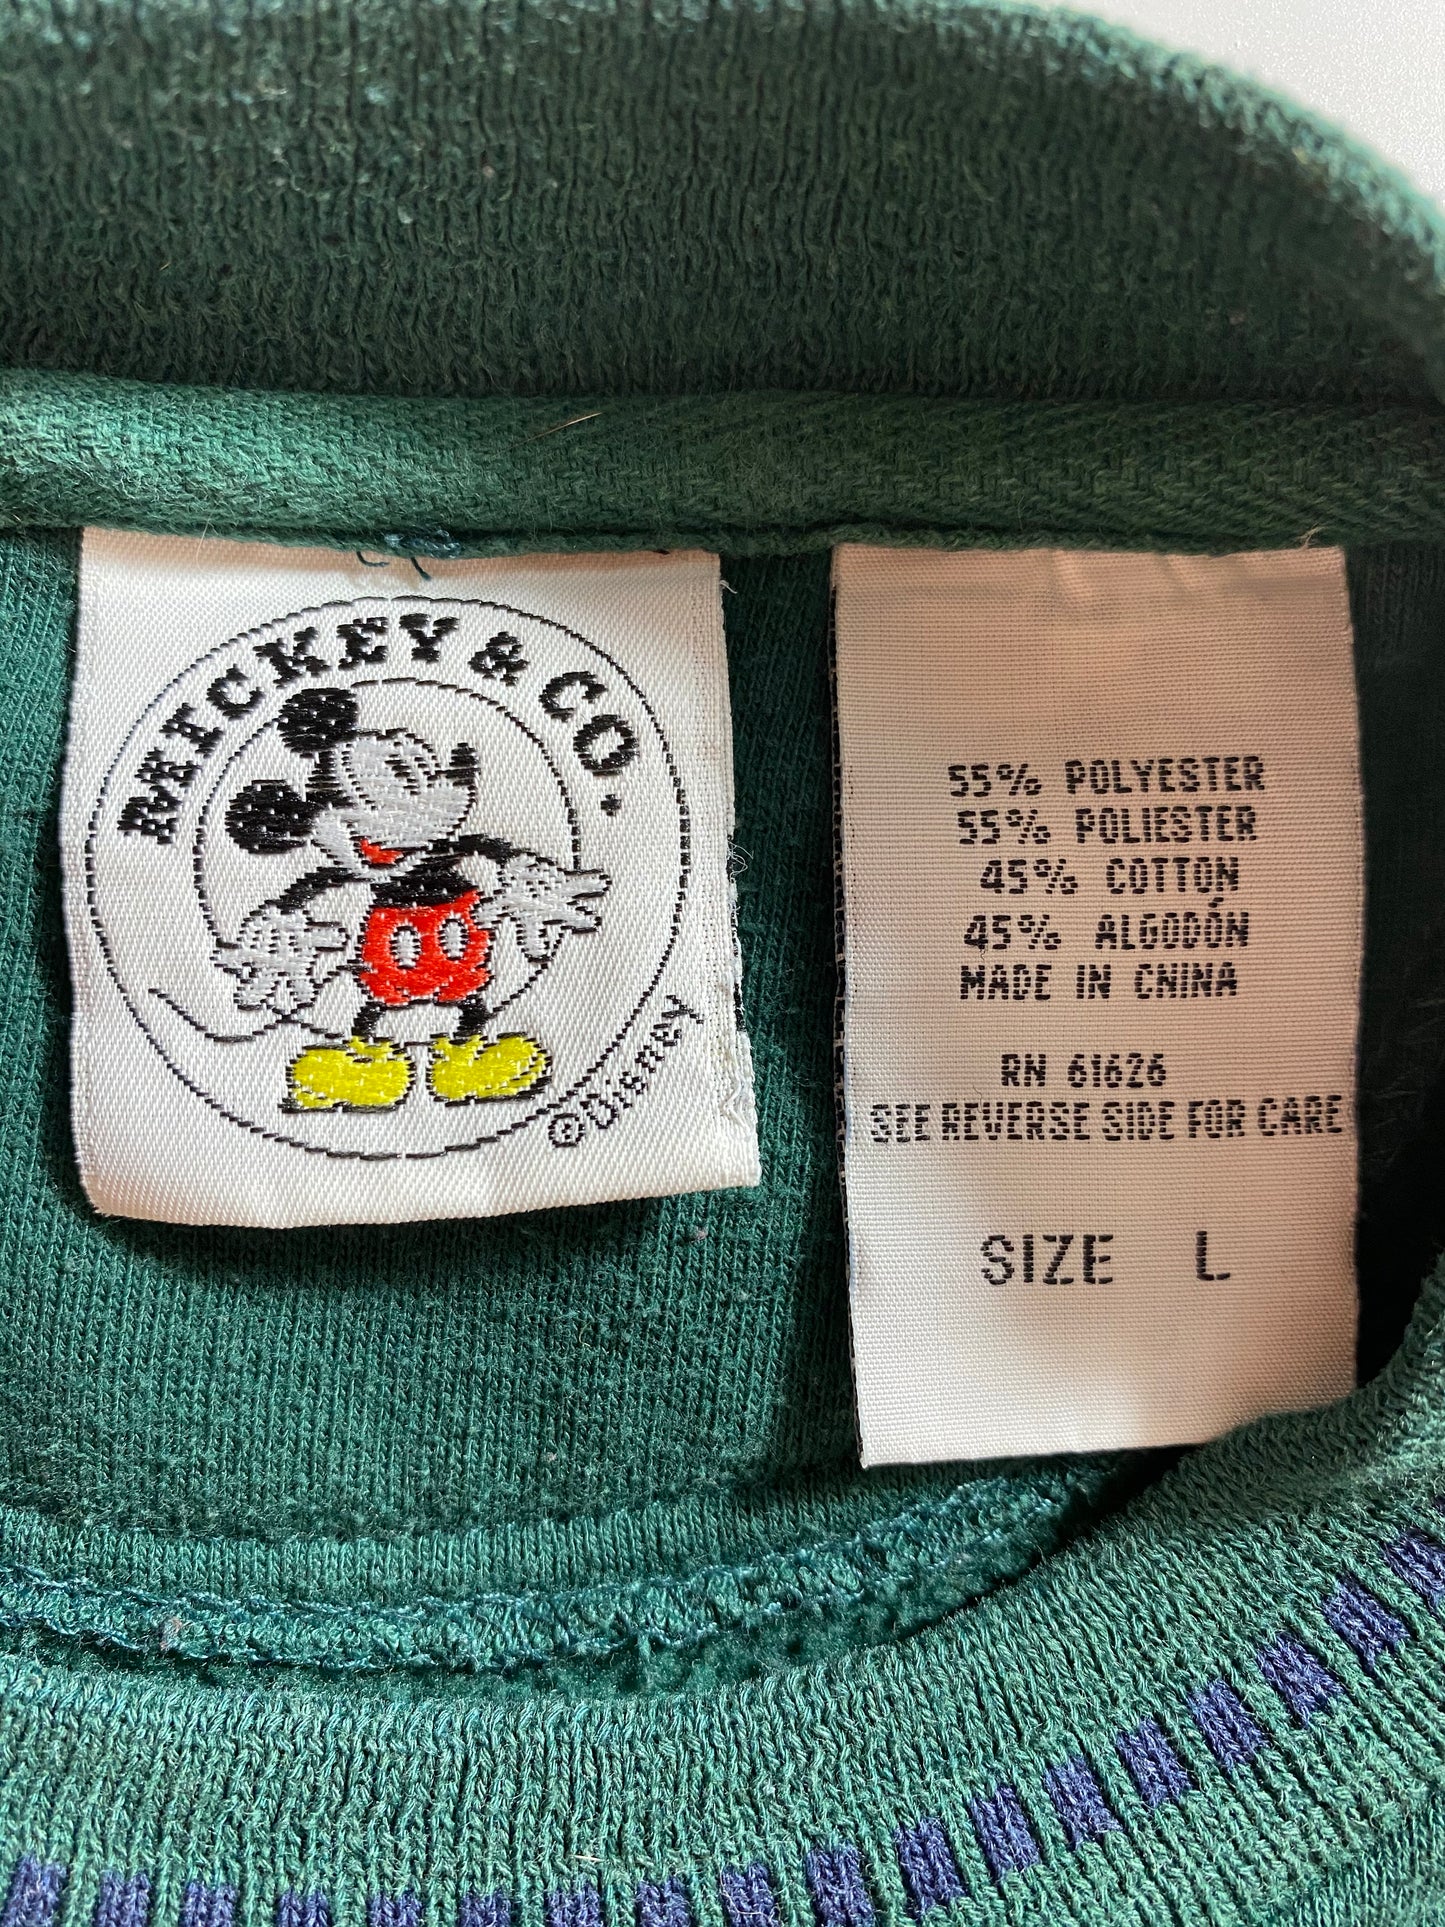 MICKEY & CO.
©Disney
55% POLYESTER
55% POLIESTER
45% COTTON
45% ALGODÓN
MADE IN CHINA
RN 61626
SEE REVERSE SIDE FOR CARE
SIZE L